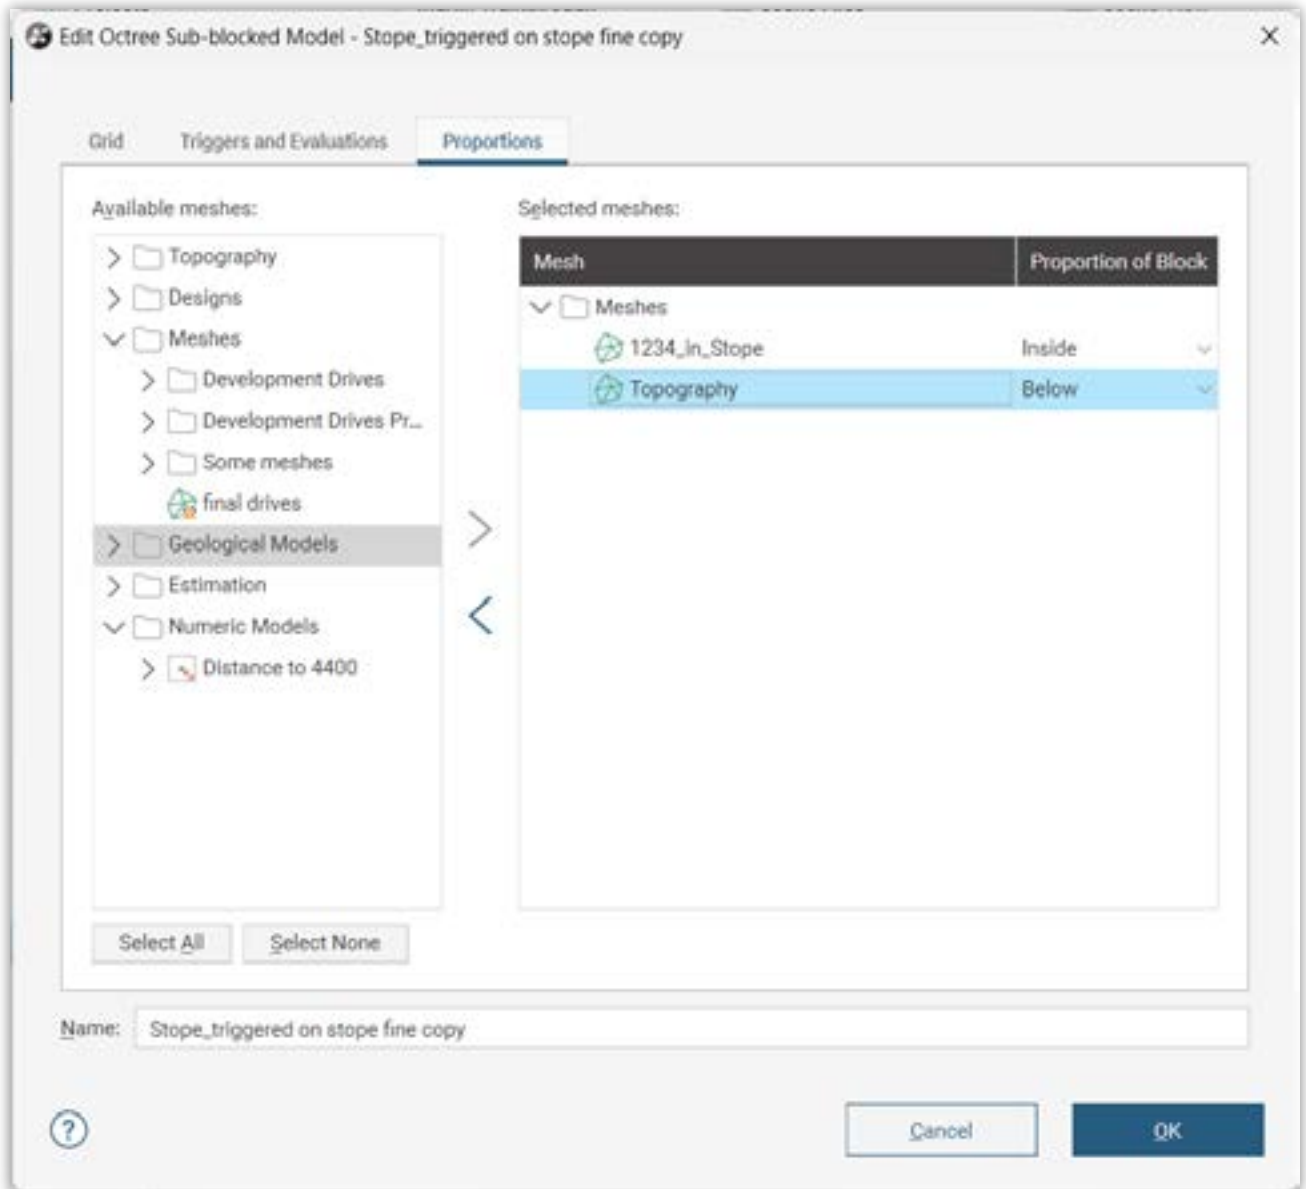 Edit Octree Sub-blocked Model - Stope_triggered on stope fine copy
Grid Triggers and Evaluations Proportions
Available meshes:
Topography
Designs
Meshes
Development Drives
Development Drives Pr...
Some meshes
final drives
Geological Models
Estimation
Numeric Models
Distance to 4400
Select All Select None
Selected meshes:
Mesh Proportion of Block
Meshes
1234_in_Stope Inside
Topography Below
Name: Stope_triggered on stope fine copy
?
Cancel OK